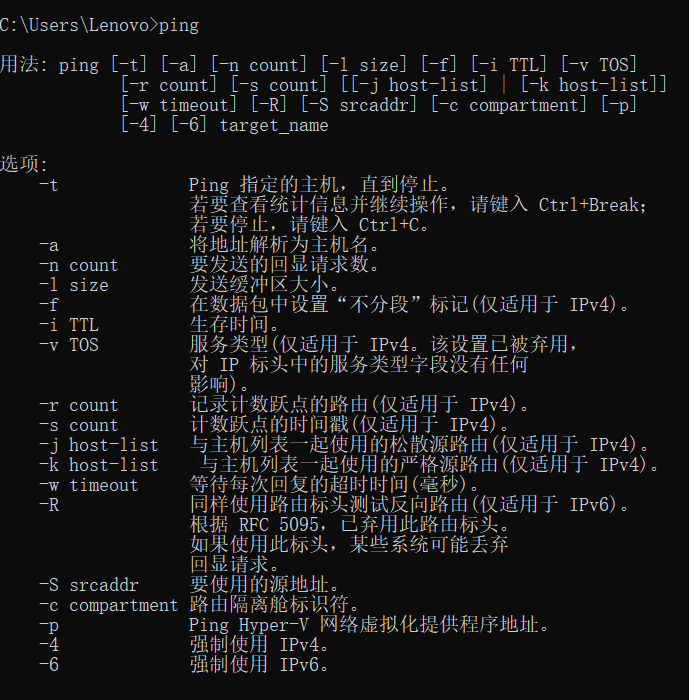 C:\Users\Lenovo>ping
用法: ping [-t] [-a] [-n count] [-l size] [-f] [-i TTL] [-v TOS]
[-r count] [-s count] [[-j host-list] | [-k host-list]]
[-w timeout] [-R] [-S srcaddr] [-c compartment] [-p]
[-4] [-6] target_name
选项:
-t Ping 指定的主机，直到停止。
若要查看统计信息并继续操作，请键入 Ctrl+Break；
若要停止，请键入 Ctrl+C。
-a 将地址解析为主机名。
-n count 要发送的回显请求数。
-l size 发送缓冲区大小。
-f 在数据包中设置“不分段”标记(仅适用于 IPv4)。
-i TTL 生存时间。
-v TOS 服务类型(仅适用于 IPv4。该设置已被弃用，
对 IP 标头中的服务类型字段没有任何
影响)。
-r count 记录计数跃点的路由(仅适用于 IPv4)。
-s count 计数跃点的时间戳(仅适用于 IPv4)。
-j host-list 与主机列表一起使用的松散源路由(仅适用于 IPv4)。
-k host-list 与主机列表一起使用的严格源路由(仅适用于 IPv4)。
-w timeout 等待每次回复的超时时间(毫秒)。
-R 同样使用路由标头测试反向路由(仅适用于 IPv6)。
根据 RFC 5095，已弃用此路由标头。
如果使用此标头，某些系统可能丢弃
回显请求。
-S srcaddr 要使用的源地址。
-c compartment 路由隔离舱标识符。
-p Ping Hyper-V 网络虚拟化提供程序地址。
-4 强制使用 IPv4。
-6 强制使用 IPv6。